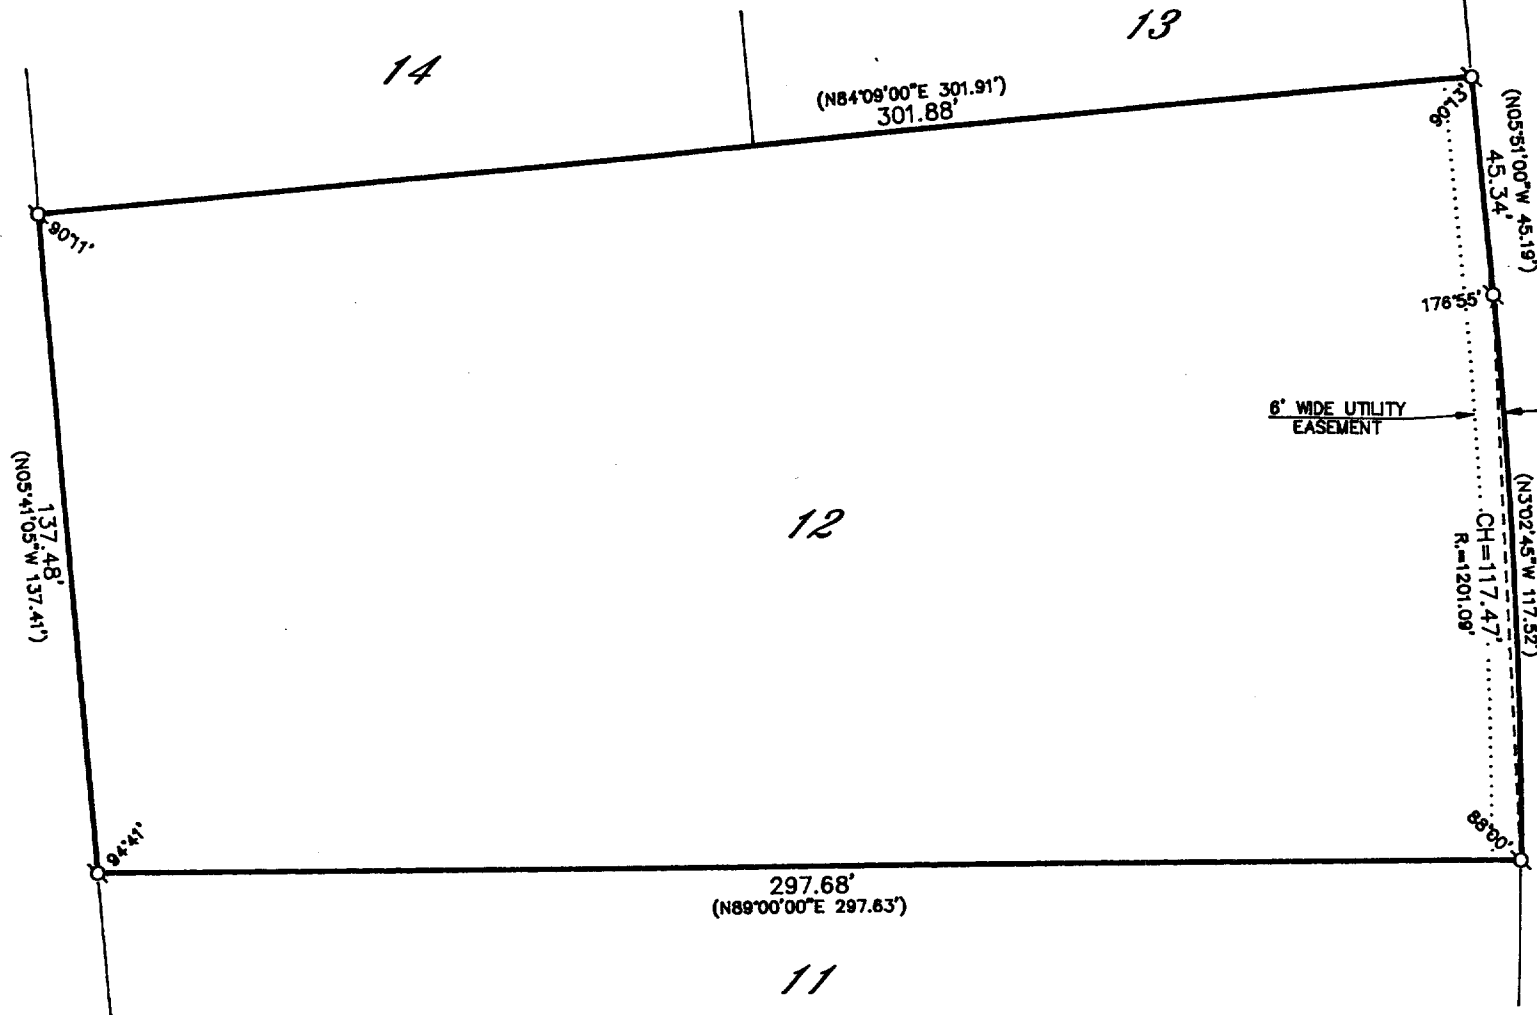 13
14
(N84°09'00"E 301.91')
301.88'
90°13'
(N05°51'00"W 45.19')
45.34'
90°11'
176°55'
6' WIDE UTILITY
EASEMENT
(N05°41'05"W 137.41')
137.48'
12
(N3°02'45"W 117.52')
CH=117.47'
R.=1201.09'
94°41'
88°00'
297.68'
(N89°00'00"E 297.63')
11